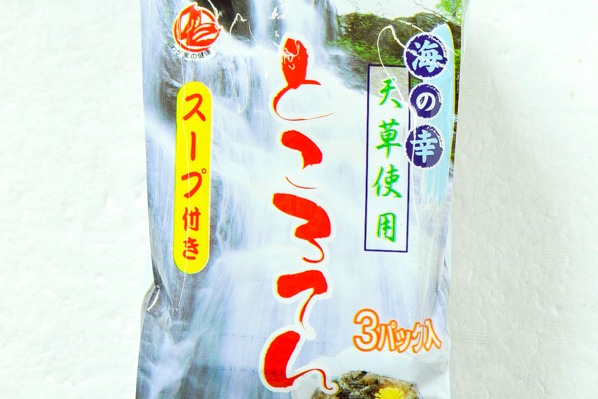 海の幸
天草使用
ところてん
スープ付き
3パック入